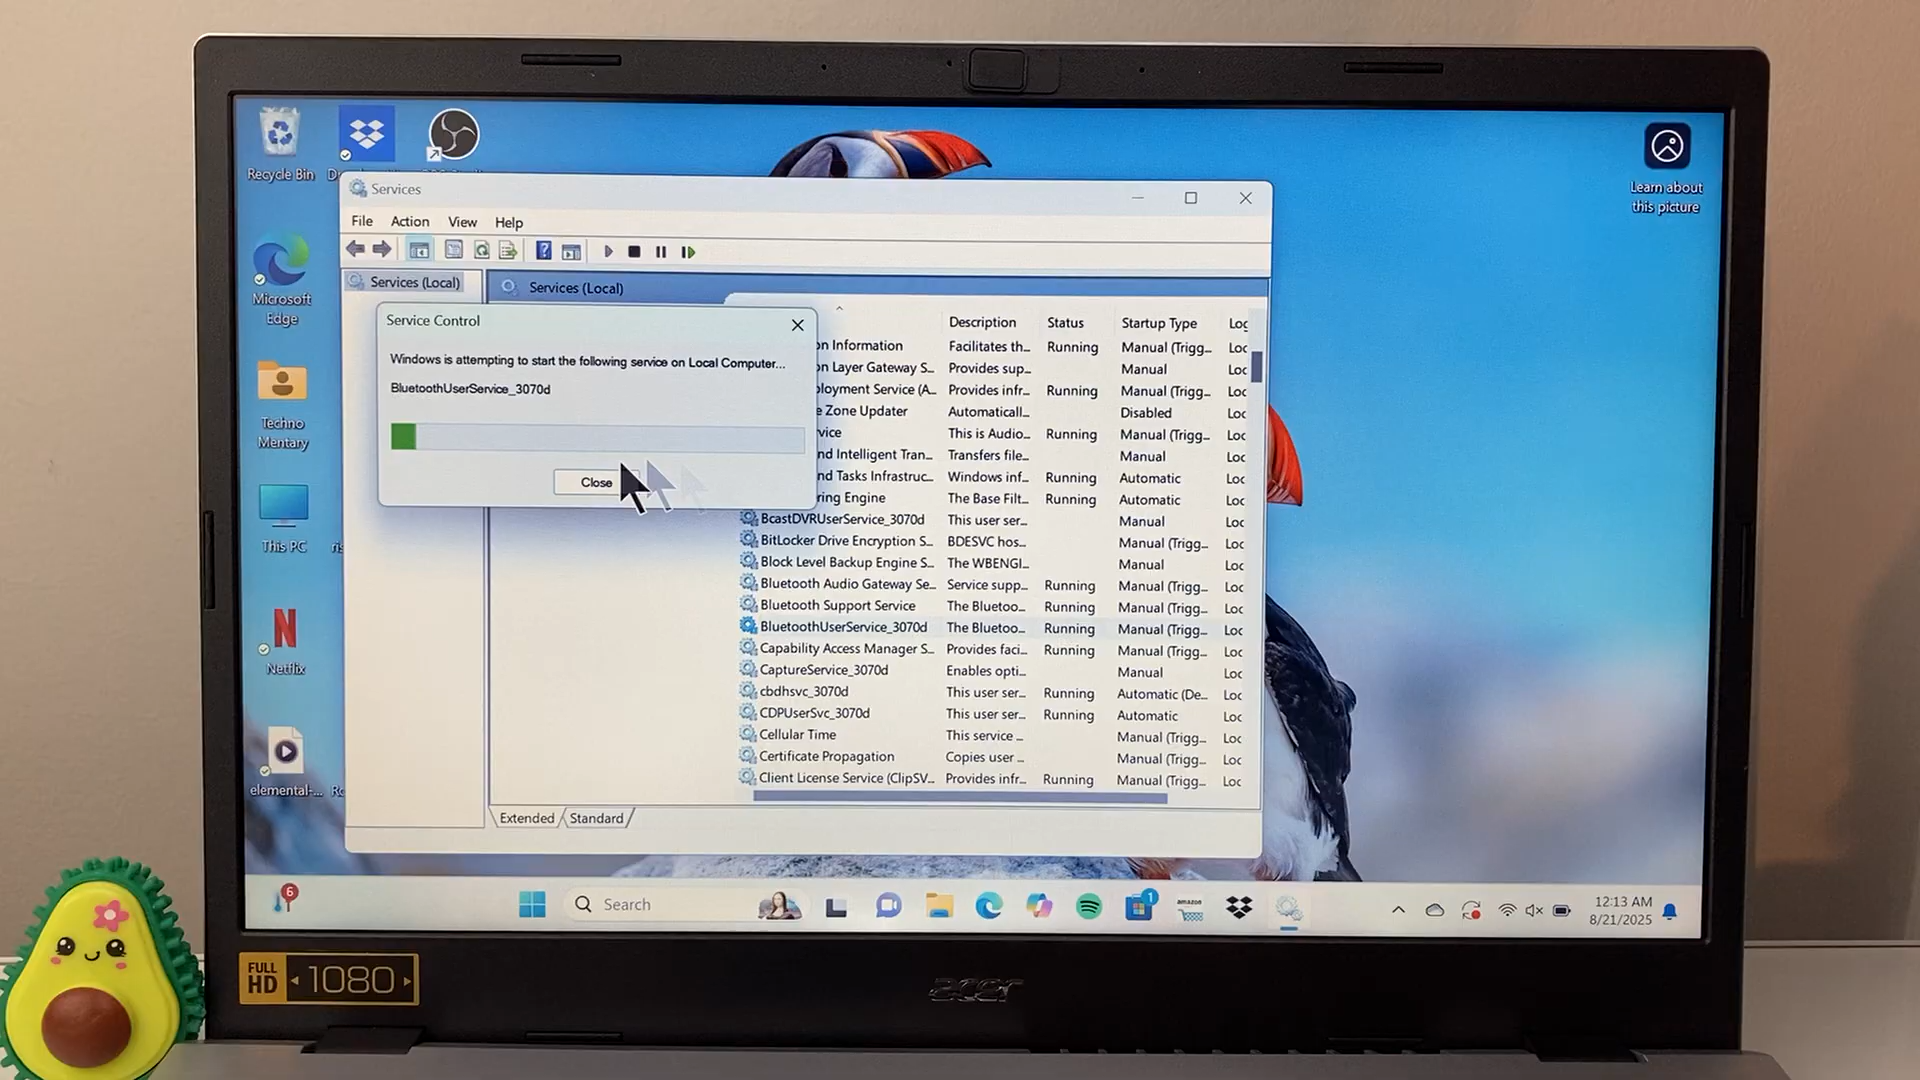 Recycle Bin
Learn about
this picture
Services
File Action View Help
Services (Local)
Services (Local)
Service Control
Windows is attempting to start the following service on Local Computer...
BluetoothUserService_3070d
Close
Description Status Startup Type
on Information Facilitates th... Running Manual (Trigg...
on Layer Gateway S... Provides sup... Manual
ployment Service (A... Provides infr... Running Manual (Trigg...
e Zone Updater Automaticall... Disabled
vice This is Audio... Running Manual (Trigg...
nd Intelligent Tran... Transfers file... Manual
nd Tasks Infrastruc... Windows inf... Running Automatic
ring Engine The Base Filt... Running Automatic
BcastDVRUserService_3070d This user ser... Manual
BitLocker Drive Encryption S... BDESVC hos... Manual (Trigg...
Block Level Backup Engine S... The WBENGI... Manual
Bluetooth Audio Gateway Se... Service supp... Running Manual (Trigg...
Bluetooth Support Service The Bluetoo... Running Manual (Trigg...
BluetoothUserService_3070d The Bluetoo... Running Manual (Trigg...
Capability Access Manager S... Provides faci... Running Manual (Trigg...
CaptureService_3070d Enables opti... Manual
cbdhsvc_3070d This user ser... Running Automatic (De...
CDPUserSvc_3070d This user ser... Running Automatic
Cellular Time This service ... Manual (Trigg...
Certificate Propagation Copies user ... Manual (Trigg...
Client License Service (ClipSV... Provides infr... Running Manual (Trigg...
Extended Standard
Microsoft
Edge
Techno
Mentary
This PC
N
Netflix
elemental-...
6
Search
1
amazon
12:13 AM
8/21/2025
FULL
HD
1080
acer